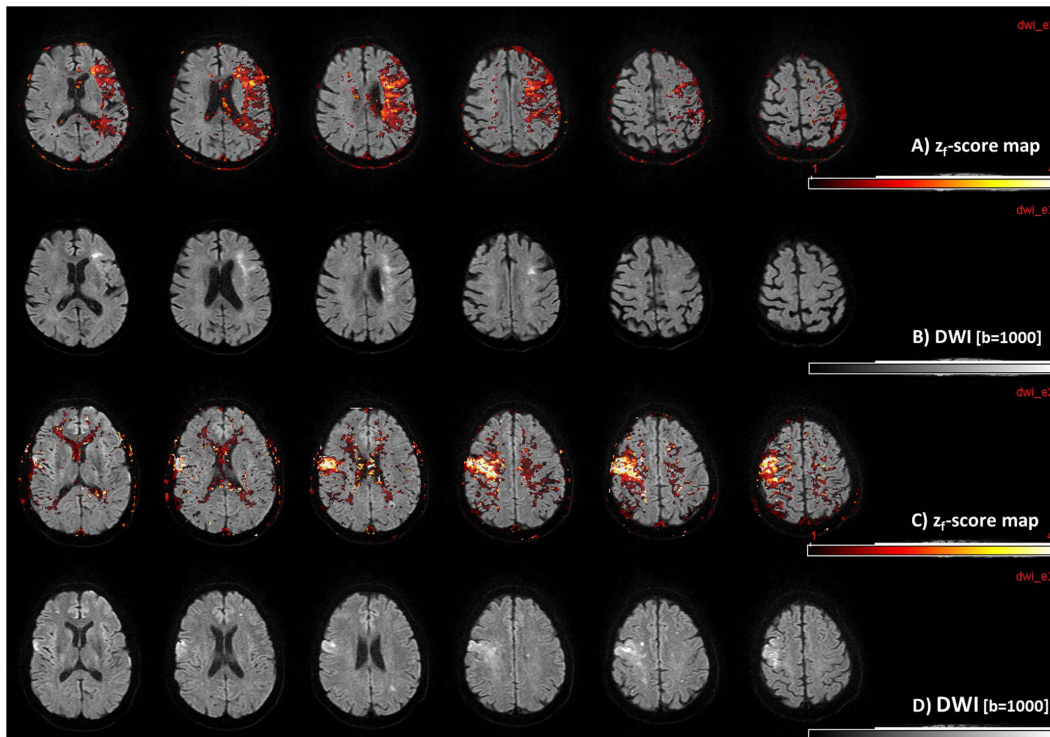 dwi_e
A) zf-score map
1
dwi_e
B) DWI [b=1000]
dwi_e
C) zf-score map
1
dwi_e
D) DWI [b=1000]